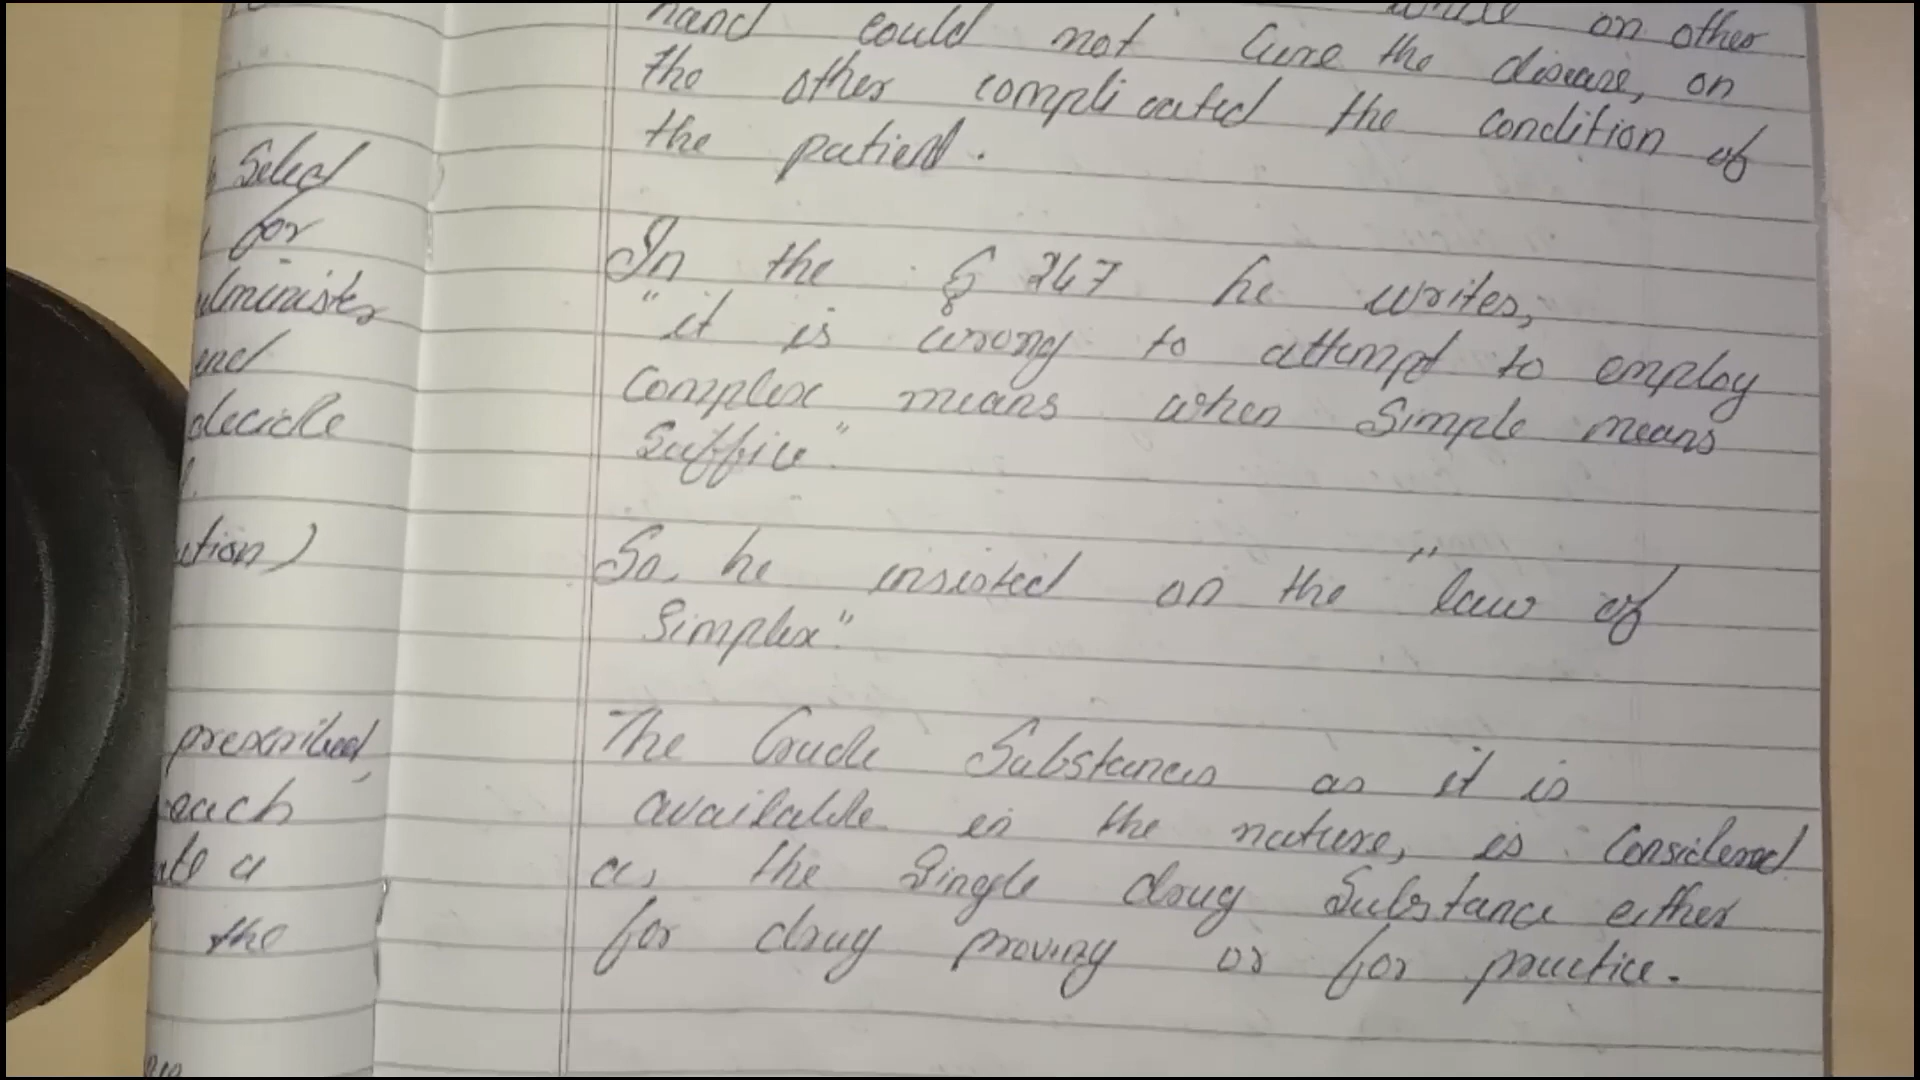 on other
hand could not Cure the disease, on
the other complicated the condition of
the patient.
In the § 247 he writes,
"it is wrong to attempt to employ
Complex means when Simple means
Suffice"
So, he insisted on the "law of
Simplex"
The Crude Substances as it is
available in the nature, is considered
as the Single drug Substance either
for drug proving or for practice.
Select
for
and
decide
prescribed,
each
a
the